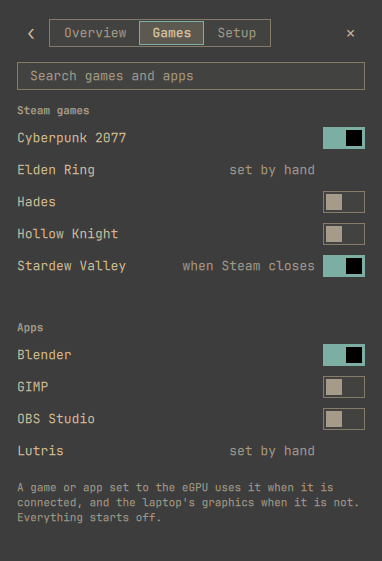 ‹ Overview Games Setup ×
Search games and apps
Steam games
Cyberpunk 2077
Elden Ring set by hand
Hades
Hollow Knight
Stardew Valley when Steam closes
Apps
Blender
GIMP
OBS Studio
Lutris set by hand
A game or app set to the eGPU uses it when it is
connected, and the laptop's graphics when it is not.
Everything starts off.